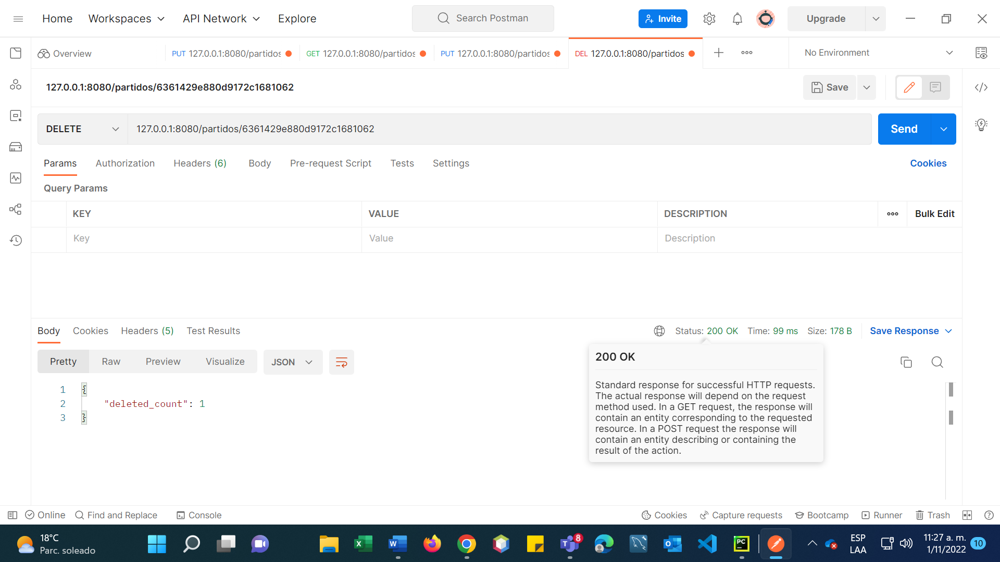 Home Workspaces API Network Explore Search Postman Invite Upgrade
Overview PUT 127.0.0.1:8080/partidos GET 127.0.0.1:8080/partidos PUT 127.0.0.1:8080/partidos DEL 127.0.0.1:8080/partidos No Environment
127.0.0.1:8080/partidos/6361429e880d9172c1681062 Save
DELETE 127.0.0.1:8080/partidos/6361429e880d9172c1681062 Send
Params Authorization Headers (6) Body Pre-request Script Tests Settings Cookies
Query Params
KEY VALUE DESCRIPTION Bulk Edit
Key Value Description
Body Cookies Headers (5) Test Results Status: 200 OK Time: 99 ms Size: 178 B Save Response
Pretty Raw Preview Visualize JSON
200 OK
Standard response for successful HTTP requests.
The actual response will depend on the request
method used. In a GET request, the response will
contain an entity corresponding to the requested
resource. In a POST request the response will
contain an entity describing or containing the
result of the action.
1 {
2 "deleted_count": 1
3 }
Online Find and Replace Console Cookies Capture requests Bootcamp Runner Trash
18°C
Parc. soleado
8
ESP
LAA
11:27 a. m.
1/11/2022
10